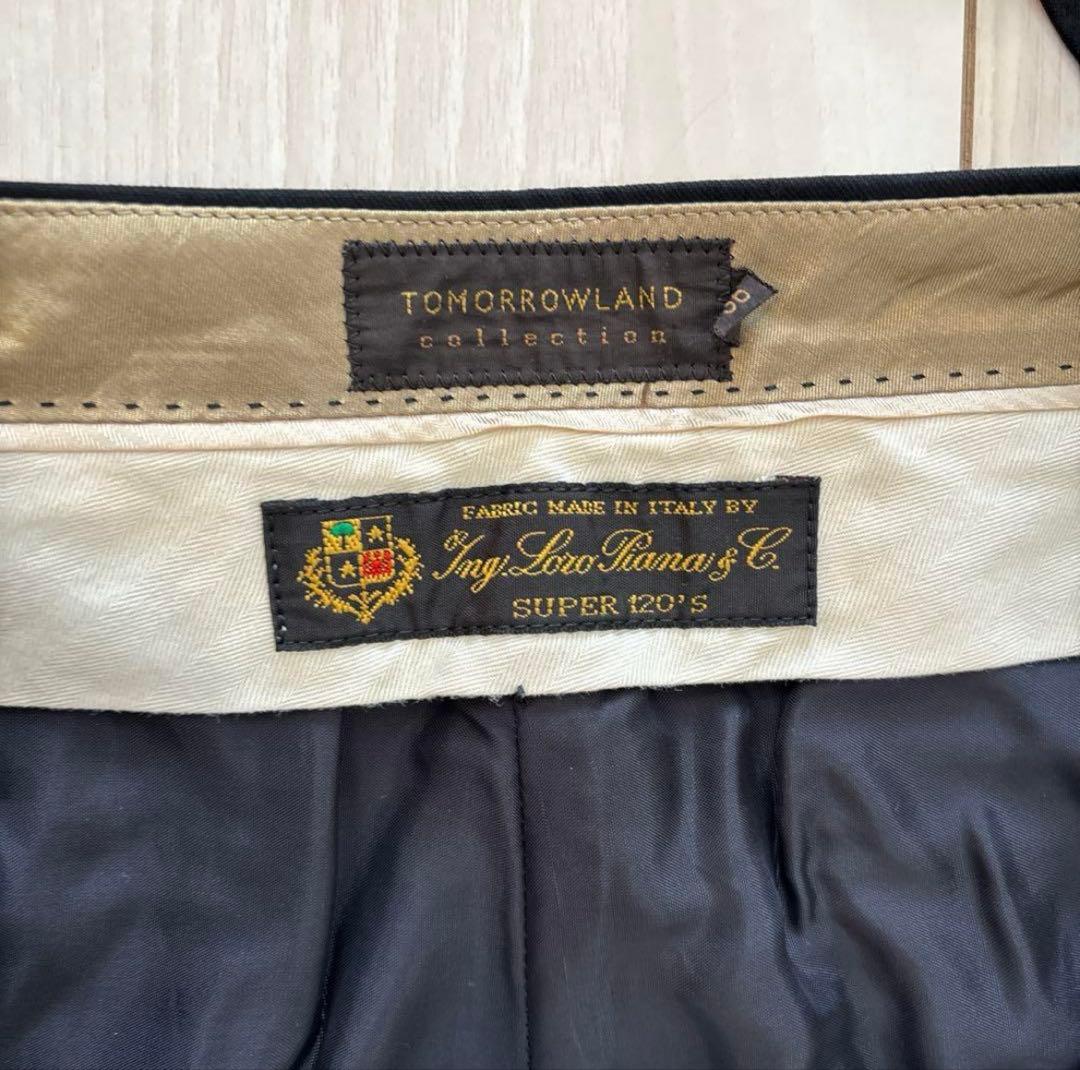 TOMORROWLAND
collection
FABRIC MADE IN ITALY BY
Ing. Loro Piana & C.
SUPER 120'S